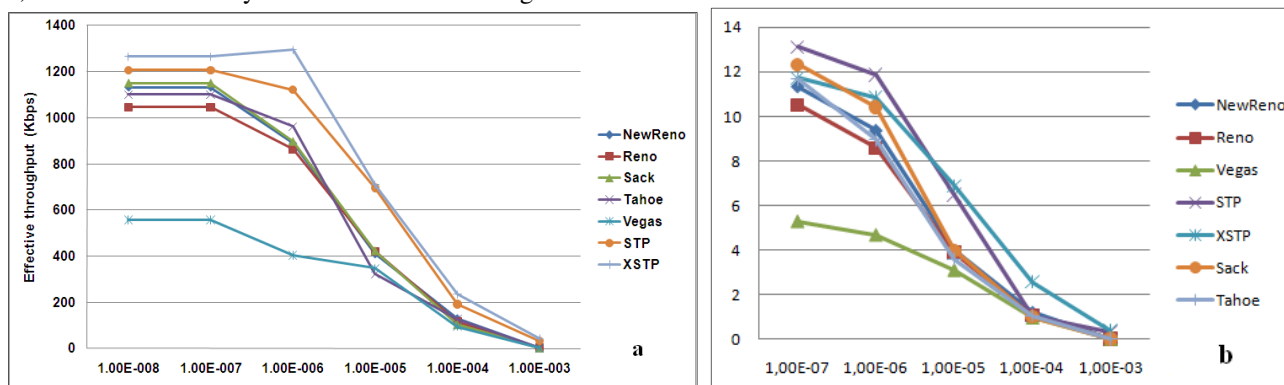 1400
1200
1000
800
600
400
200
0
Effective throughput (Kbps)
1.00E-008 1.00E-007 1.00E-006 1.00E-005 1.00E-004 1.00E-003
NewReno
Reno
Sack
Tahoe
Vegas
STP
XSTP
a
14
12
10
8
6
4
2
0
1,00E-07 1,00E-06 1,00E-05 1,00E-04 1,00E-03
NewReno
Reno
Vegas
STP
XSTP
Sack
Tahoe
b